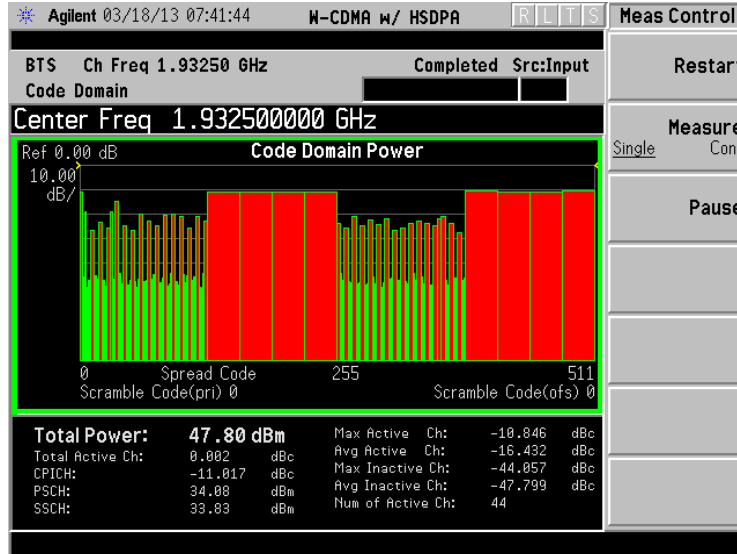 Agilent 03/18/13 07:41:44 W-CDMA w/ HSDPA R L T S Meas Control
BTS Ch Freq 1.93250 GHz Completed Src:Input
Code Domain
Restar
Center Freq 1.932500000 GHz
Measure
Single Con
Ref 0.00 dB Code Domain Power
10.00
dB/
Pause
0 Spread Code 255 511
Scramble Code(pri) 0 Scramble Code(ofs) 0
Total Power: 47.80 dBm
Total Active Ch: 0.002 dBc
CPICH: -11.017 dBc
PSCH: 34.08 dBm
SSCH: 33.83 dBm
Max Active Ch: -10.846 dBc
Avg Active Ch: -16.432 dBc
Max Inactive Ch: -44.057 dBc
Avg Inactive Ch: -47.799 dBc
Num of Active Ch: 44